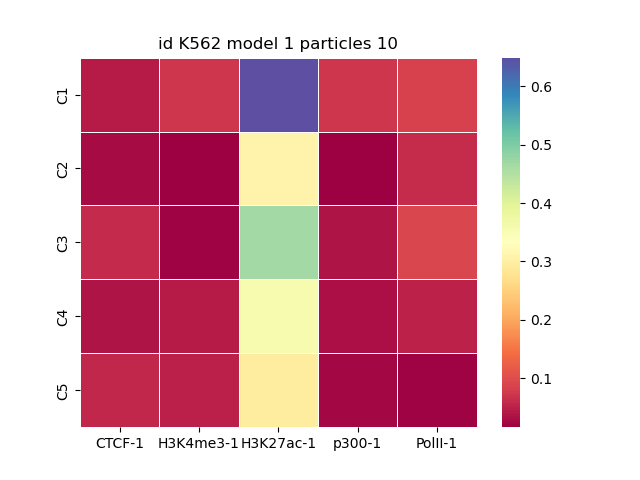 id K562 model 1 particles 10
C1
C2
C3
C4
C5
CTCF-1 H3K4me3-1 H3K27ac-1 p300-1 PolII-1
0.6
0.5
0.4
0.3
0.2
0.1